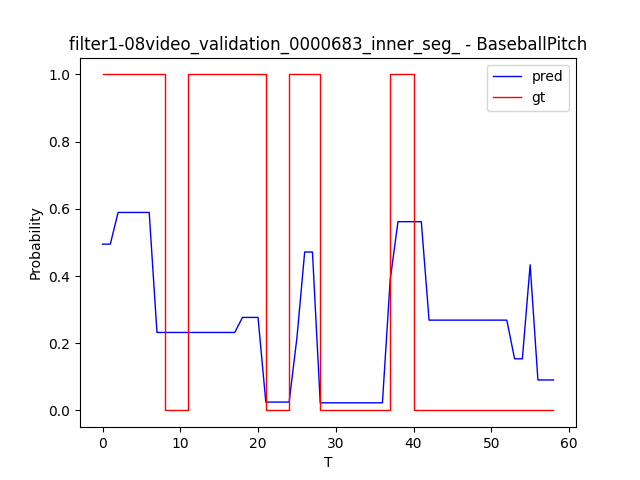 filter1-08video_validation_0000683_inner_seg_ - BaseballPitch
pred
gt
Probability
1.0
0.8
0.6
0.4
0.2
0.0
0 10 20 30 40 50 60
T